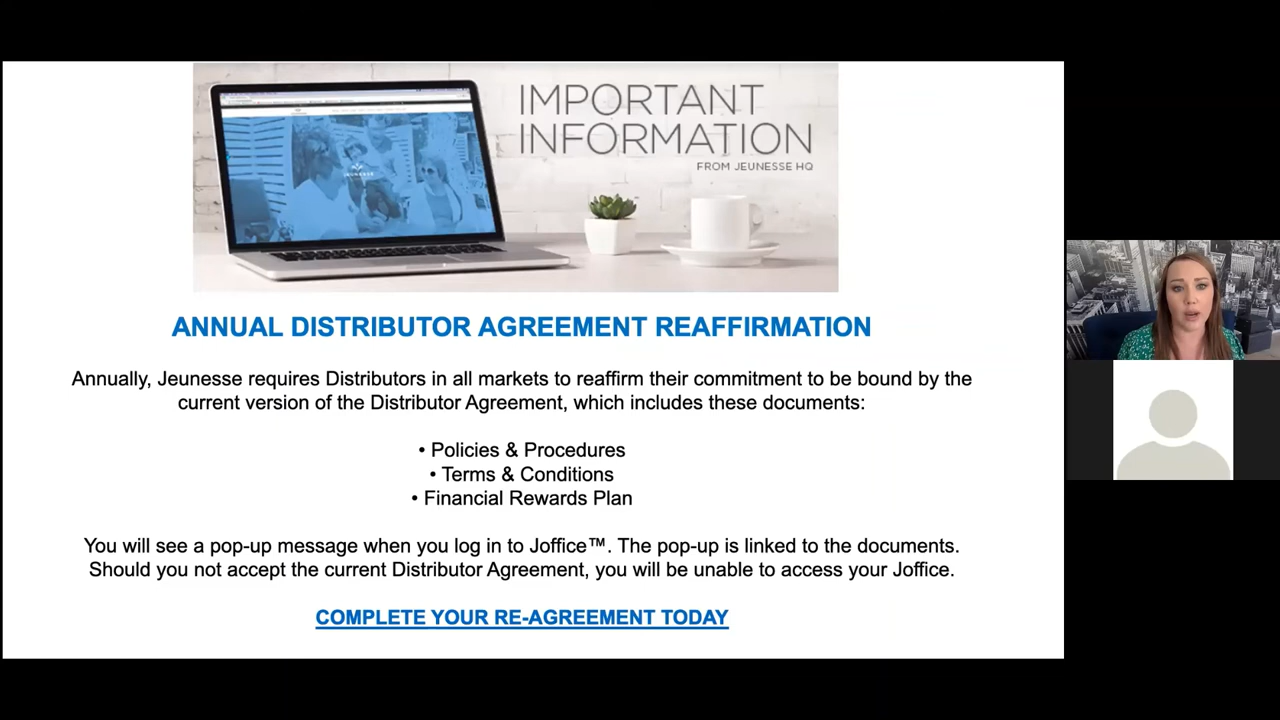 IMPORTANT
INFORMATION
FROM JEUNESSE HQ
JEUNESSE
ANNUAL DISTRIBUTOR AGREEMENT REAFFIRMATION
Annually, Jeunesse requires Distributors in all markets to reaffirm their commitment to be bound by the
current version of the Distributor Agreement, which includes these documents:
• Policies & Procedures
• Terms & Conditions
• Financial Rewards Plan
You will see a pop-up message when you log in to Joffice™. The pop-up is linked to the documents.
Should you not accept the current Distributor Agreement, you will be unable to access your Joffice.
COMPLETE YOUR RE-AGREEMENT TODAY